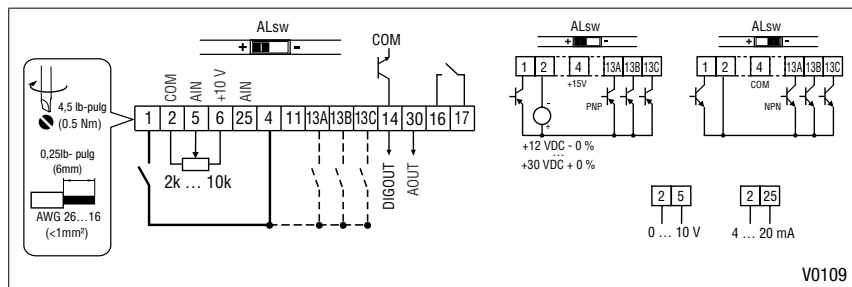 ALsw
+ -
COM
4,5 lb-pulg
(0.5 Nm)
0,25lb- pulg
(6mm)
AWG 26...16
(<1mm²)
COM
AIN
+10 V
AIN
1 2 5 6 25 4 11 13A 13B 13C 14 30 16 17
2k ... 10k
DIGOUT
AOUT
ALsw
+ -
1 2 4 13A 13B 13C
+15V
PNP
-
+
+12 VDC - 0 %
...
+30 VDC + 0 %
ALsw
+ -
1 2 4 13A 13B 13C
COM
NPN
2 5
0 ... 10 V
2 25
4 ... 20 mA
V0109